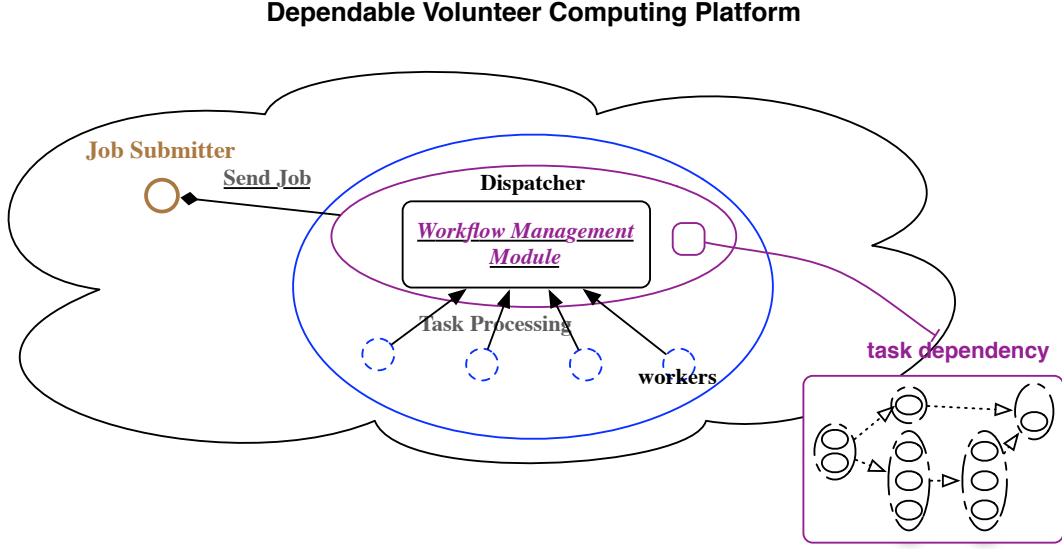 Dependable Volunteer Computing Platform
Job Submitter
Send Job
Dispatcher
Workflow Management
Module
Task Processing
workers
task dependency